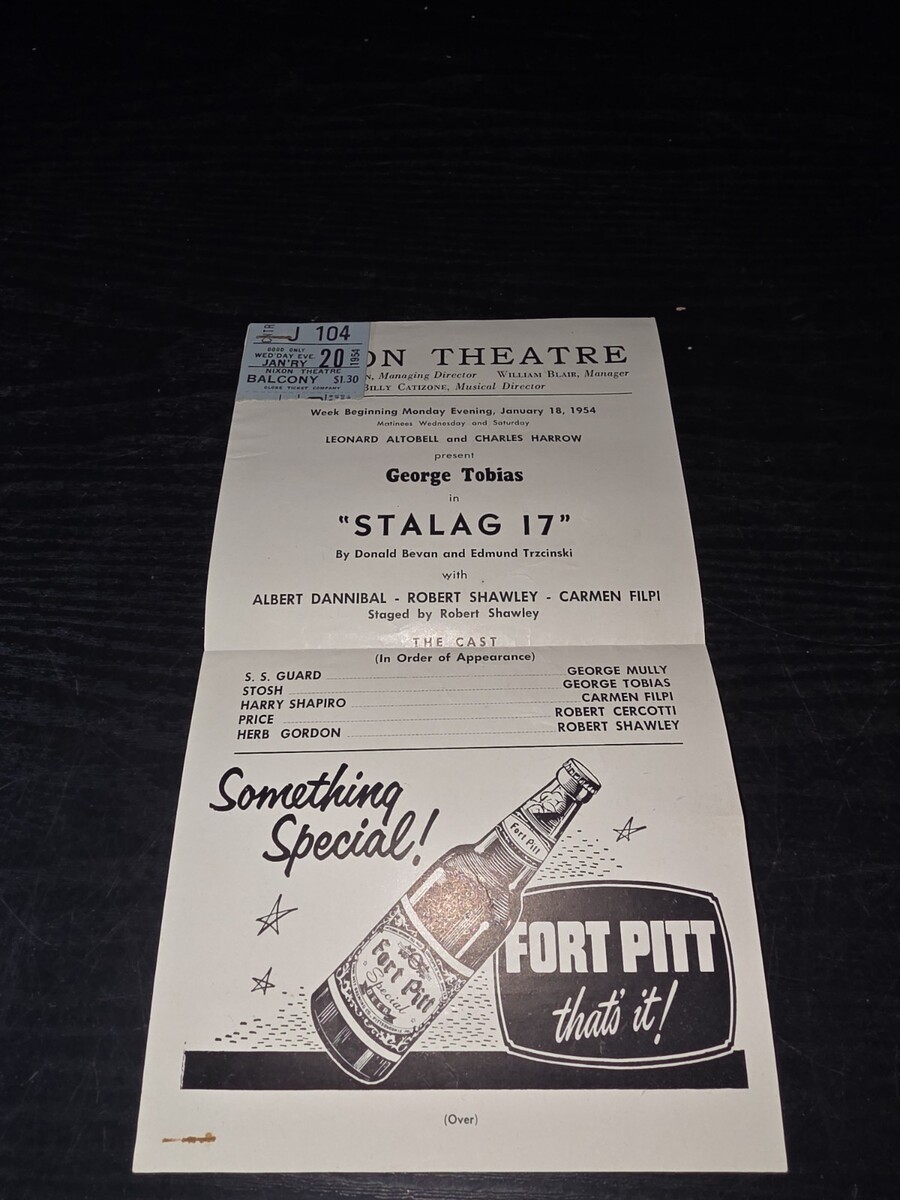 CNTR
J 104
GOOD ONLY
WED'DAY EVE.
JAN'RY 20 1954
NIXON THEATRE
BALCONY $1.30
GLOBE TICKET COMPANY
ON THEATRE
N, Managing Director William Blair, Manager
Billy Catizone, Musical Director
Week Beginning Monday Evening, January 18, 1954
Matinees Wednesday and Saturday
LEONARD ALTOBELL and CHARLES HARROW
present
George Tobias
in
"STALAG 17"
By Donald Bevan and Edmund Trzcinski
with
ALBERT DANNIBAL - ROBERT SHAWLEY - CARMEN FILPI
Staged by Robert Shawley
THE CAST
(In Order of Appearance)
S. S. GUARD GEORGE MULLY
STOSH GEORGE TOBIAS
HARRY SHAPIRO CARMEN FILPI
PRICE ROBERT CERCOTTI
HERB GORDON ROBERT SHAWLEY
Something
Special!
Fort Pitt
Fort Pitt
Special
BEER
FORT PITT
that's it!
(Over)